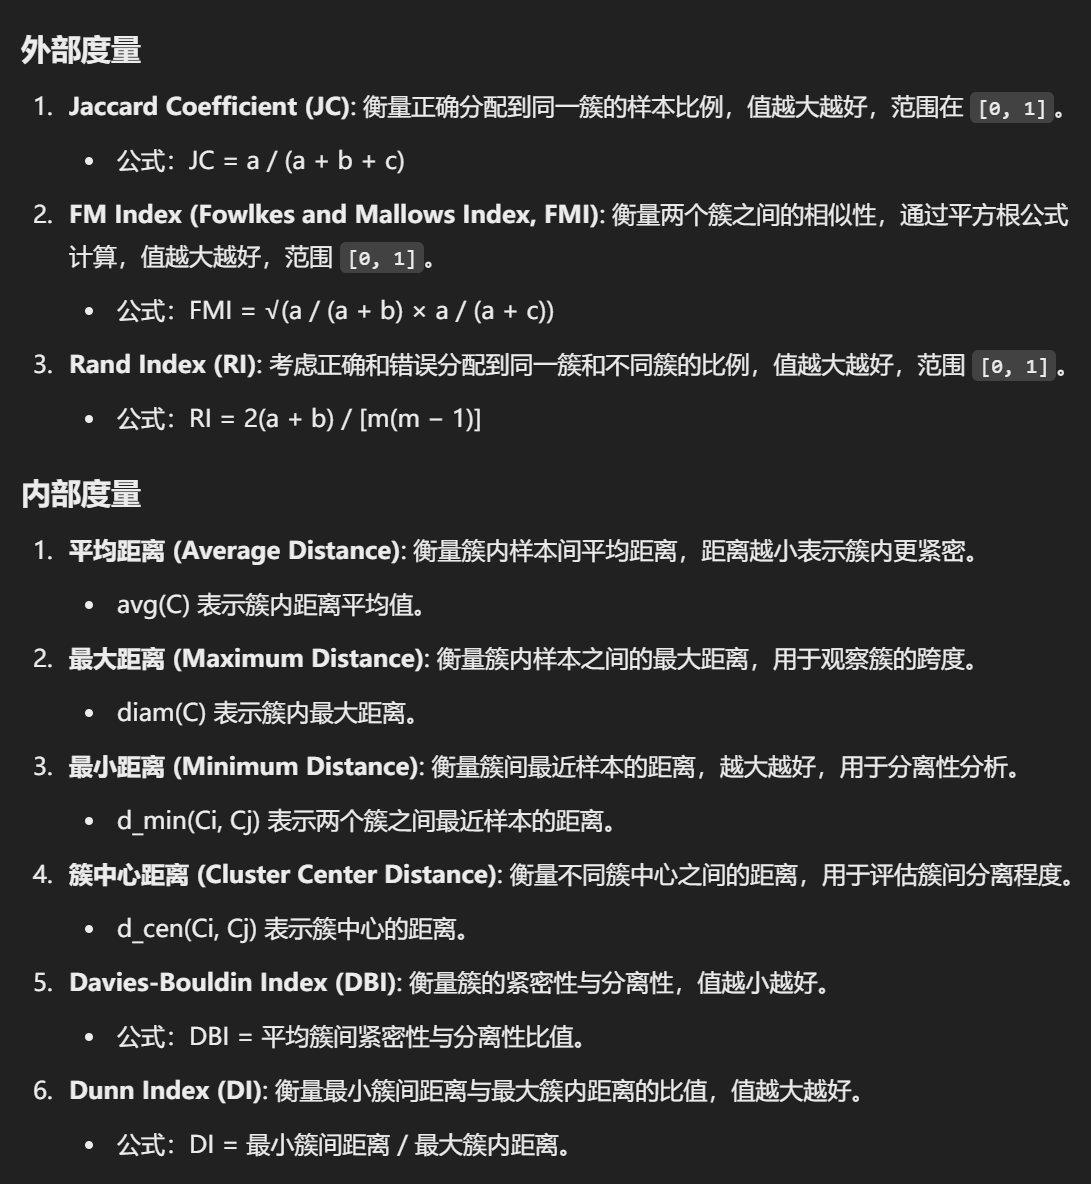 外部度量
1. Jaccard Coefficient (JC): 衡量正确分配到同一簇的样本比例，值越大越好，范围在 [0, 1]。
• 公式：JC = a / (a + b + c)
2. FM Index (Fowlkes and Mallows Index, FMI): 衡量两个簇之间的相似性，通过平方根公式
计算，值越大越好，范围 [0, 1]。
• 公式：FMI = √(a / (a + b) × a / (a + c))
3. Rand Index (RI): 考虑正确和错误分配到同一簇和不同簇的比例，值越大越好，范围 [0, 1]。
• 公式：RI = 2(a + b) / [m(m − 1)]
内部度量
1. 平均距离 (Average Distance): 衡量簇内样本间平均距离，距离越小表示簇内更紧密。
• avg(C) 表示簇内距离平均值。
2. 最大距离 (Maximum Distance): 衡量簇内样本之间的最大距离，用于观察簇的跨度。
• diam(C) 表示簇内最大距离。
3. 最小距离 (Minimum Distance): 衡量簇间最近样本的距离，越大越好，用于分离性分析。
• d_min(Ci, Cj) 表示两个簇之间最近样本的距离。
4. 簇中心距离 (Cluster Center Distance): 衡量不同簇中心之间的距离，用于评估簇间分离程度。
• d_cen(Ci, Cj) 表示簇中心的距离。
5. Davies-Bouldin Index (DBI): 衡量簇的紧密性与分离性，值越小越好。
• 公式：DBI = 平均簇间紧密性与分离性比值。
6. Dunn Index (DI): 衡量最小簇间距离与最大簇内距离的比值，值越大越好。
• 公式：DI = 最小簇间距离 / 最大簇内距离。